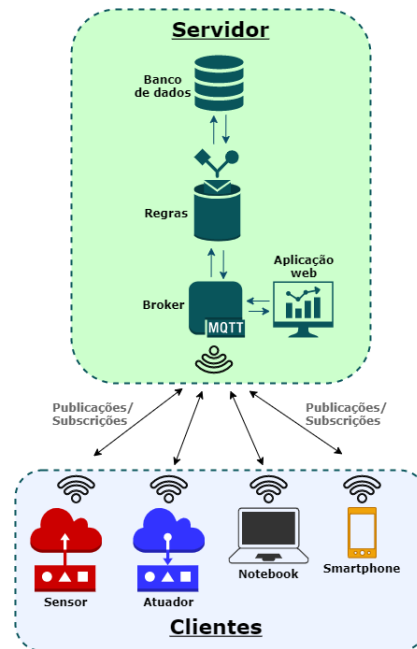 Servidor
Banco
de dados
Regras
Aplicação
web
Broker
MQTT
Publicações/
Subscrições
Publicações/
Subscrições
Sensor
Atuador
Notebook
Smartphone
Clientes